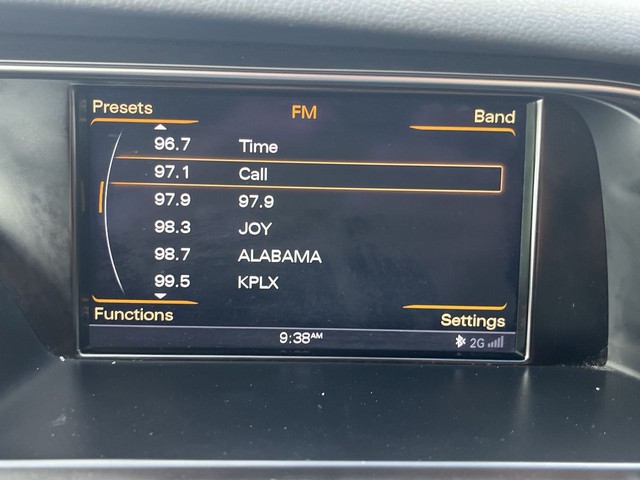 Presets FM Band
96.7 Time
97.1 Call
97.9 97.9
98.3 JOY
98.7 ALABAMA
99.5 KPLX
Functions Settings
9:38AM 2G